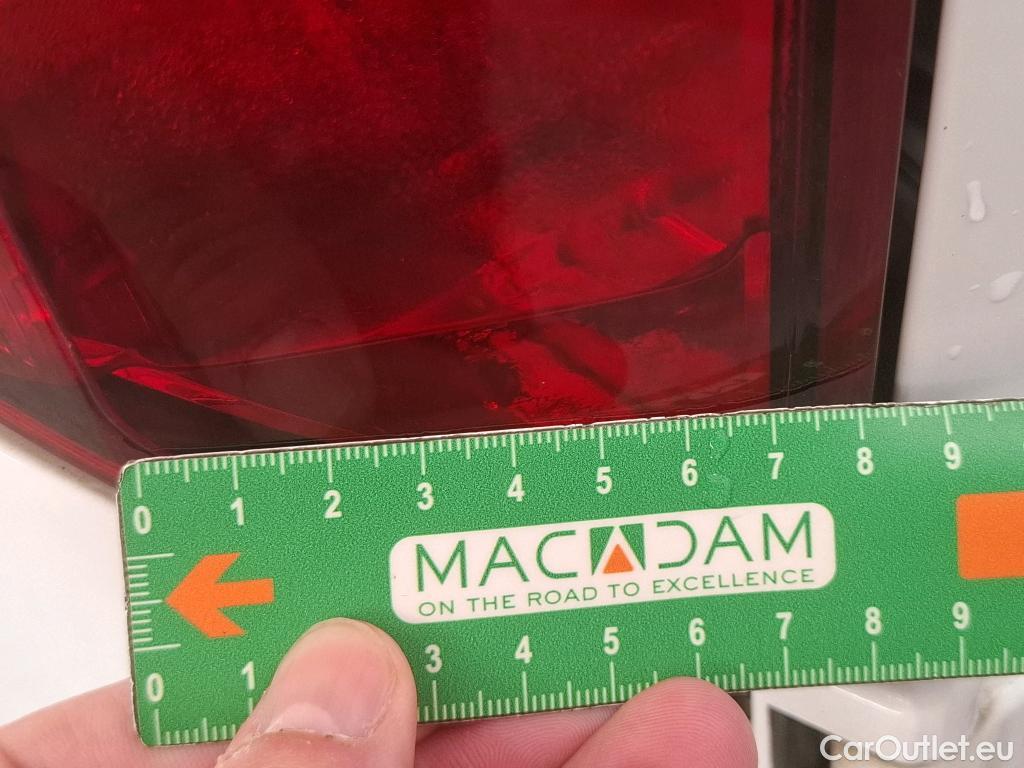 0 1 2 3 4 5 6 7 8 9
MACADAM
ON THE ROAD TO EXCELLENCE
0 1 3 4 5 6 7 8 9
CarOutlet.eu